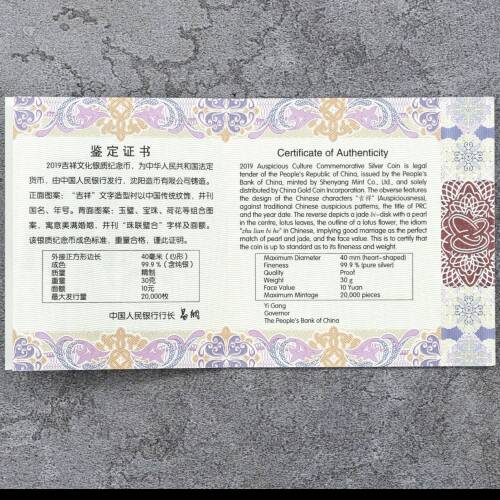 鉴定证书
2019吉祥文化银质纪念币，为中华人民共和国法定
货币，由中国人民银行发行，沈阳造币有限公司铸造。
正面图案：“吉祥”文字造型衬以中国传统纹饰，并刊
国名、年号。背面图案：玉璧、宝珠、荷花等组合图
案，寓意美满婚姻，并刊“珠联璧合”字样及面额。
该银质纪念币成色标准，重量合格，谨此证明。
外接正方形边长 40毫米（心形）
成色 99.9％（含纯银）
质量 精制
重量 30克
面额 10元
最大发行量 20,000枚
中国人民银行行长 易纲
Certificate of Authenticity
2019 Auspicious Culture Commemorative Silver Coin is legal
tender of the People's Republic of China, issued by the People's
Bank of China, minted by Shenyang Mint Co., Ltd., and solely
distributed by China Gold Coin Incorporation. The obverse features
the design of the Chinese characters "吉祥" (Auspiciousness),
against traditional Chinese auspicious patterns, the title of PRC
and the year date. The reverse depicts a jade bi-disk with a pearl
in the centre, lotus leaves, the outline of a lotus flower, the idiom
"zhu lian bi he" in Chinese, implying good marriage as the perfect
match of pearl and jade, and the face value. This is to certify that
the coin is up to standard as to its fineness and weight.
Maximum Diameter 40 mm (heart-shaped)
Fineness 99.9 % (pure silver)
Quality Proof
Weight 30 g
Face Value 10 Yuan
Maximum Mintage 20,000 pieces
Yi Gang
Governor
The People's Bank of China